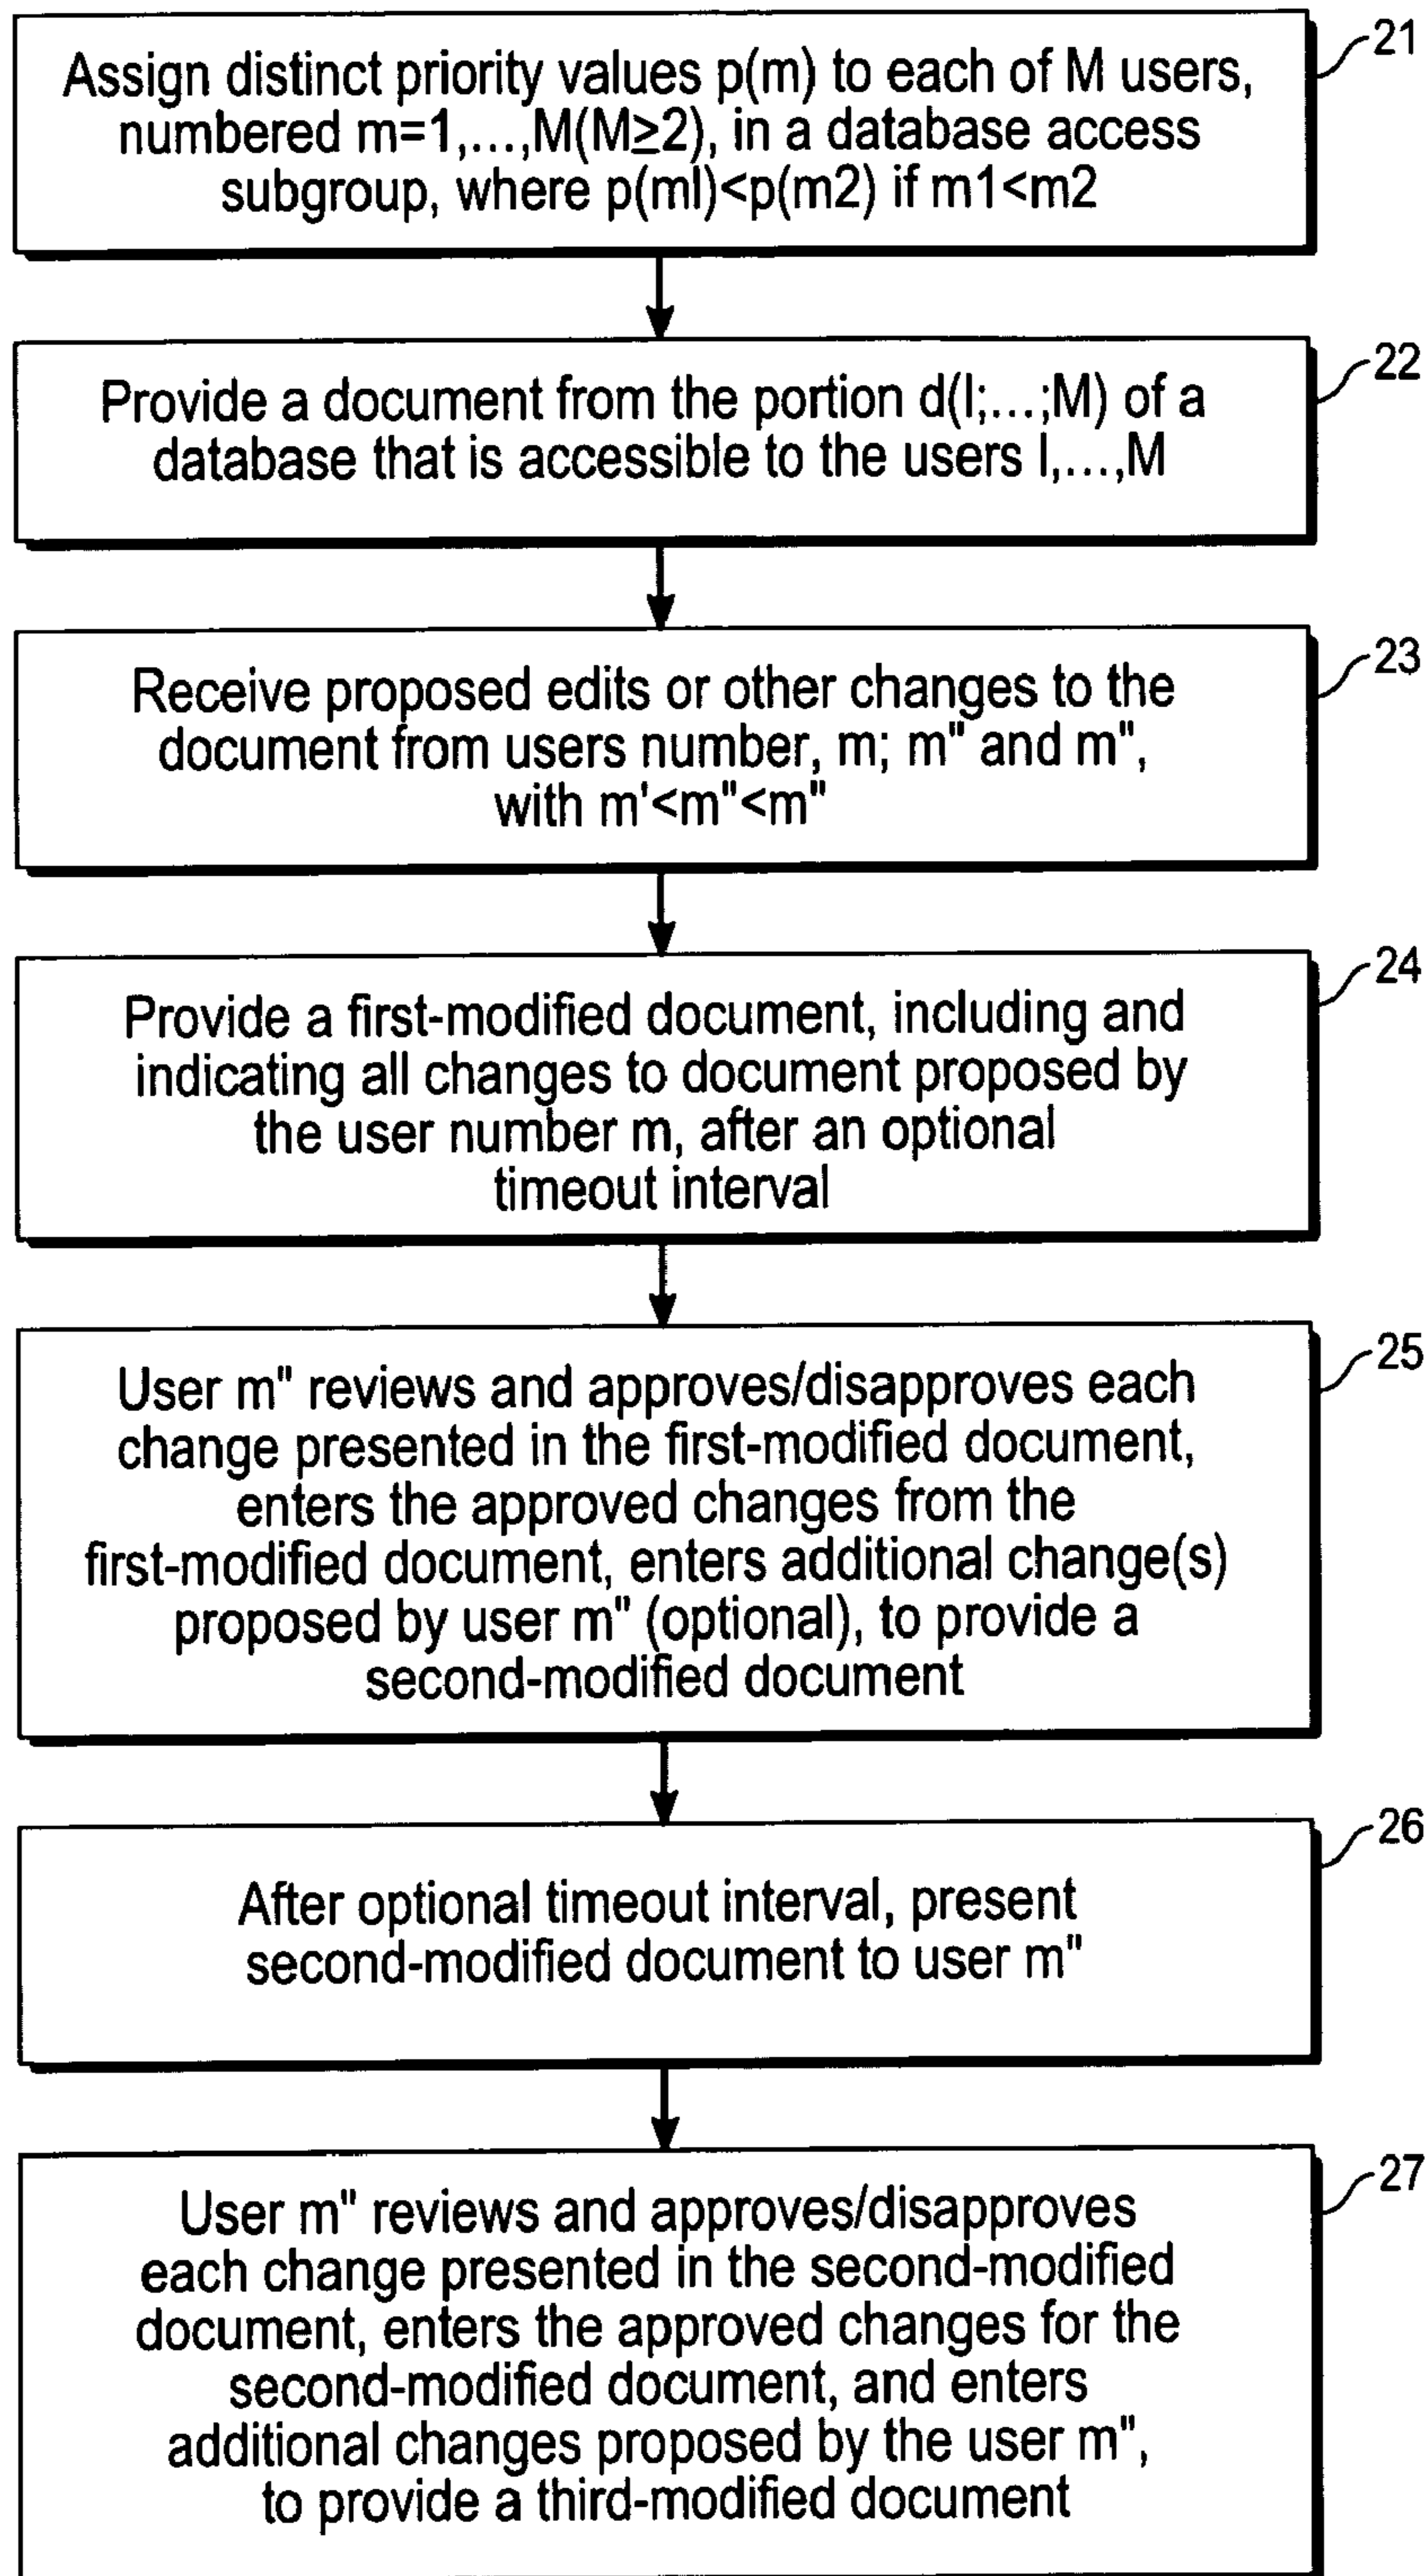 21
Assign distinct priority values p(m) to each of M users,
numbered m=1,...,M(M≥2), in a database access
subgroup, where p(ml)<p(m2) if m1<m2
22
Provide a document from the portion d(l;...;M) of a
database that is accessible to the users l,...,M
23
Receive proposed edits or other changes to the
document from users number, m; m" and m",
with m'<m"<m"
24
Provide a first-modified document, including and
indicating all changes to document proposed by
the user number m, after an optional
timeout interval
25
User m" reviews and approves/disapproves each
change presented in the first-modified document,
enters the approved changes from the
first-modified document, enters additional change(s)
proposed by user m" (optional), to provide a
second-modified document
26
After optional timeout interval, present
second-modified document to user m"
27
User m" reviews and approves/disapproves
each change presented in the second-modified
document, enters the approved changes for the
second-modified document, and enters
additional changes proposed by the user m",
to provide a third-modified document